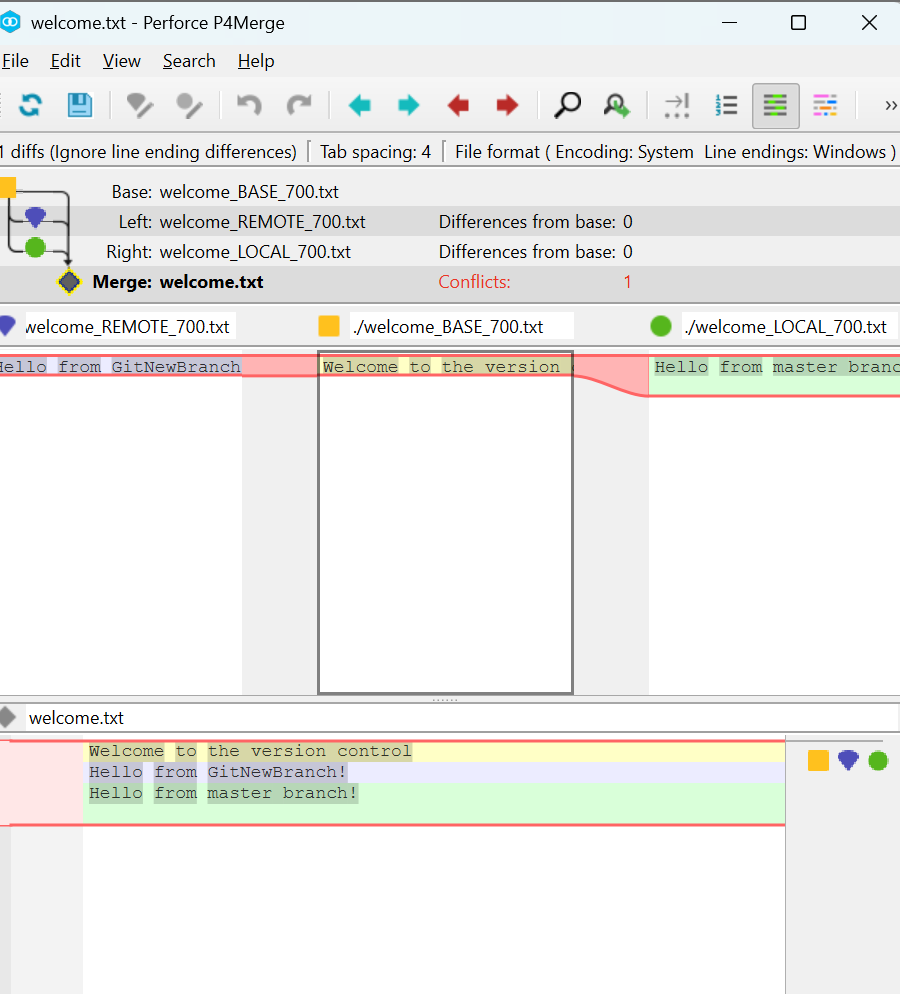 welcome.txt - Perforce P4Merge
File Edit View Search Help
1 diffs (Ignore line ending differences) Tab spacing: 4 File format ( Encoding: System Line endings: Windows )
Base: welcome_BASE_700.txt
Left: welcome_REMOTE_700.txt Differences from base: 0
Right: welcome_LOCAL_700.txt Differences from base: 0
Merge: welcome.txt Conflicts: 1
welcome_REMOTE_700.txt ./welcome_BASE_700.txt ./welcome_LOCAL_700.txt
Hello from GitNewBranch Welcome to the version Hello from master branc
welcome.txt
Welcome to the version control
Hello from GitNewBranch!
Hello from master branch!